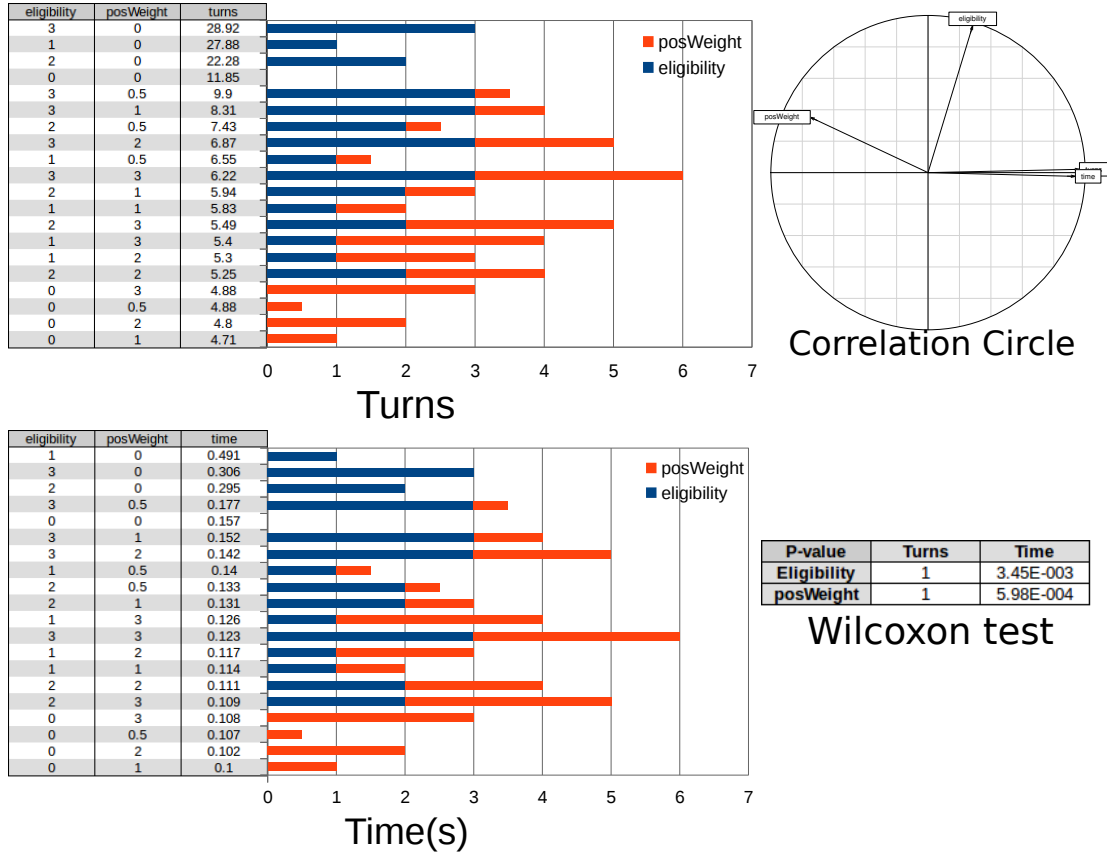 eligibility posWeight turns
3 0 28.92
1 0 27.88
2 0 22.28
0 0 11.85
3 0.5 9.9
3 1 8.31
2 0.5 7.43
3 2 6.87
1 0.5 6.55
3 3 6.22
2 1 5.94
1 1 5.83
2 3 5.49
1 3 5.4
1 2 5.3
2 2 5.25
0 3 4.88
0 0.5 4.88
0 2 4.8
0 1 4.71
posWeight
eligibility
0 1 2 3 4 5 6 7
Turns
eligibility
posWeight
time
Correlation Circle
eligibility posWeight time
1 0 0.491
3 0 0.306
2 0 0.295
3 0.5 0.177
0 0 0.157
3 1 0.152
3 2 0.142
1 0.5 0.14
2 0.5 0.133
2 1 0.131
1 3 0.126
3 3 0.123
1 2 0.117
1 1 0.114
2 2 0.111
2 3 0.109
0 3 0.108
0 0.5 0.107
0 2 0.102
0 1 0.1
posWeight
eligibility
0 1 2 3 4 5 6 7
Time(s)
P-value Turns Time
Eligibility 1 3.45E-003
posWeight 1 5.98E-004
Wilcoxon test